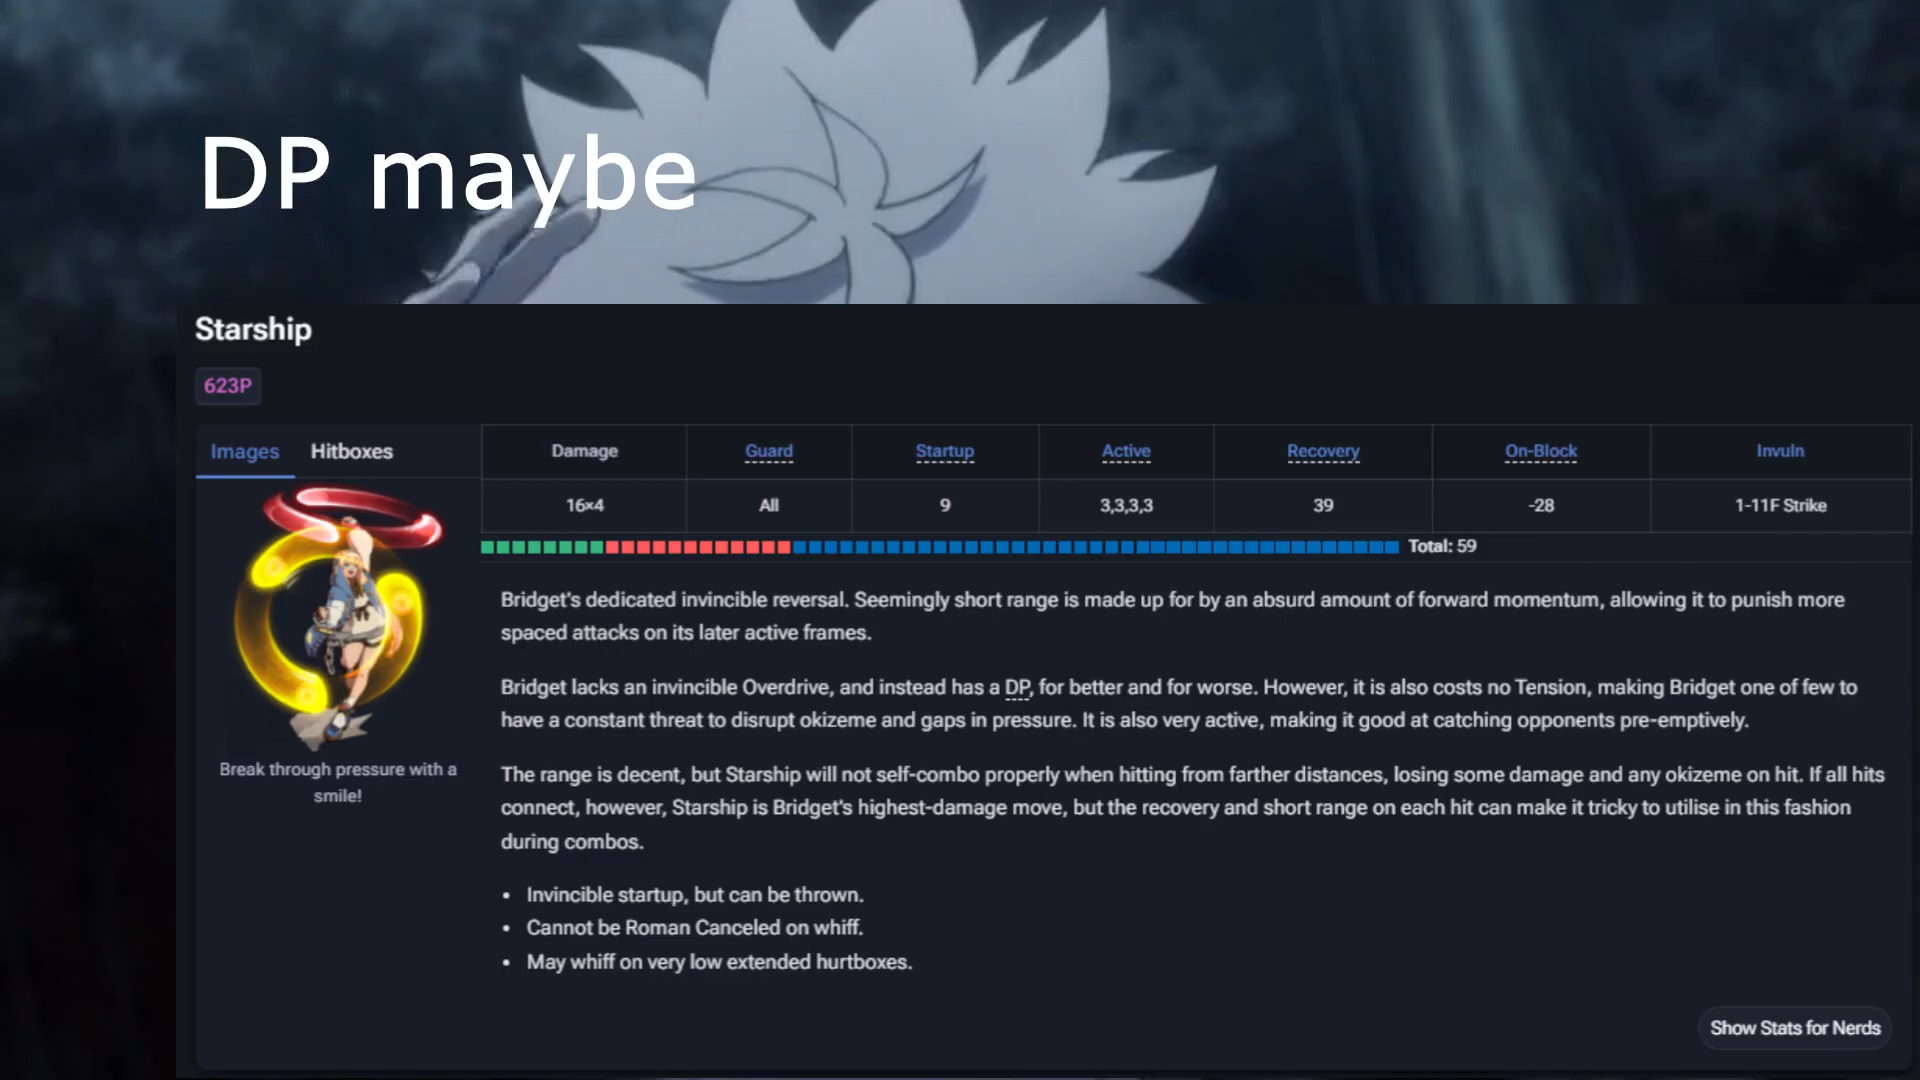 DP maybe
Starship
623P
Images Hitboxes
Damage Guard Startup Active Recovery On-Block Invuln
16×4 All 9 3,3,3,3 39 -28 1-11F Strike
Total: 59
Break through pressure with a
smile!
Bridget's dedicated invincible reversal. Seemingly short range is made up for by an absurd amount of forward momentum, allowing it to punish more
spaced attacks on its later active frames.
Bridget lacks an invincible Overdrive, and instead has a DP, for better and for worse. However, it is also costs no Tension, making Bridget one of few to
have a constant threat to disrupt okizeme and gaps in pressure. It is also very active, making it good at catching opponents pre-emptively.
The range is decent, but Starship will not self-combo properly when hitting from farther distances, losing some damage and any okizeme on hit. If all hits
connect, however, Starship is Bridget's highest-damage move, but the recovery and short range on each hit can make it tricky to utilise in this fashion
during combos.
• Invincible startup, but can be thrown.
• Cannot be Roman Canceled on whiff.
• May whiff on very low extended hurtboxes.
Show Stats for Nerds